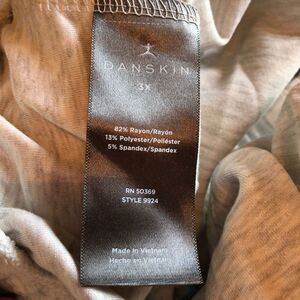 DANSKIN
3X
82% Rayon/Rayón
13% Polyester/Poliéster
5% Spandex/Spandex
RN 50369
STYLE 9924
Made in Vietnam
Hecho en Vietnam